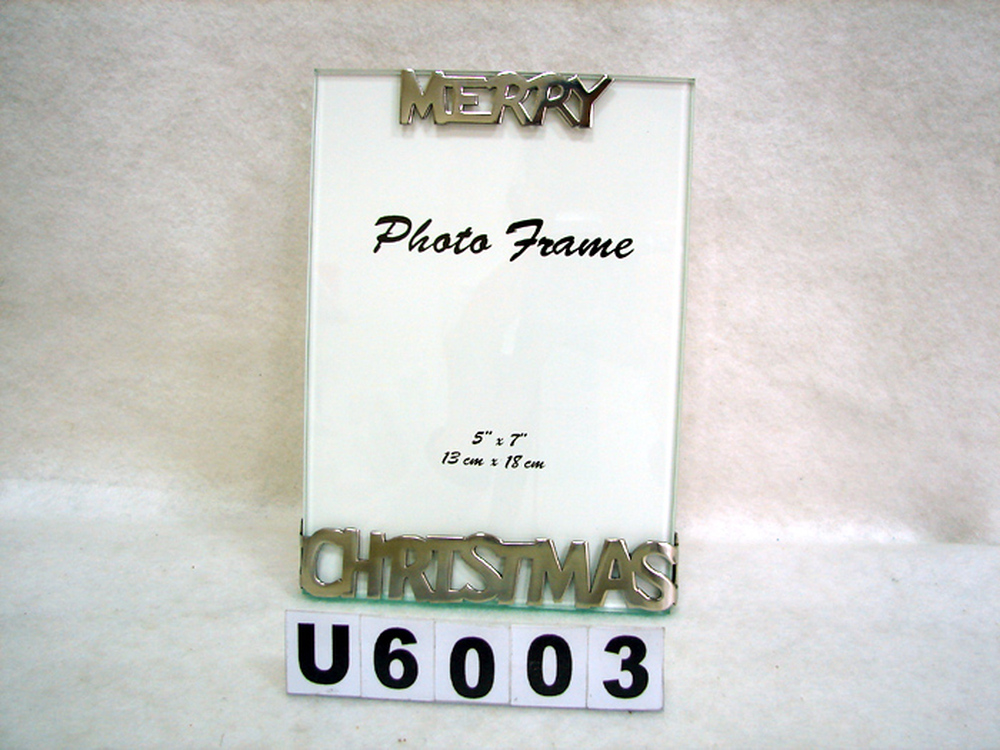 MERRY
Photo Frame
5" x 7"
13 cm x 18 cm
CHRISTMAS
U6003